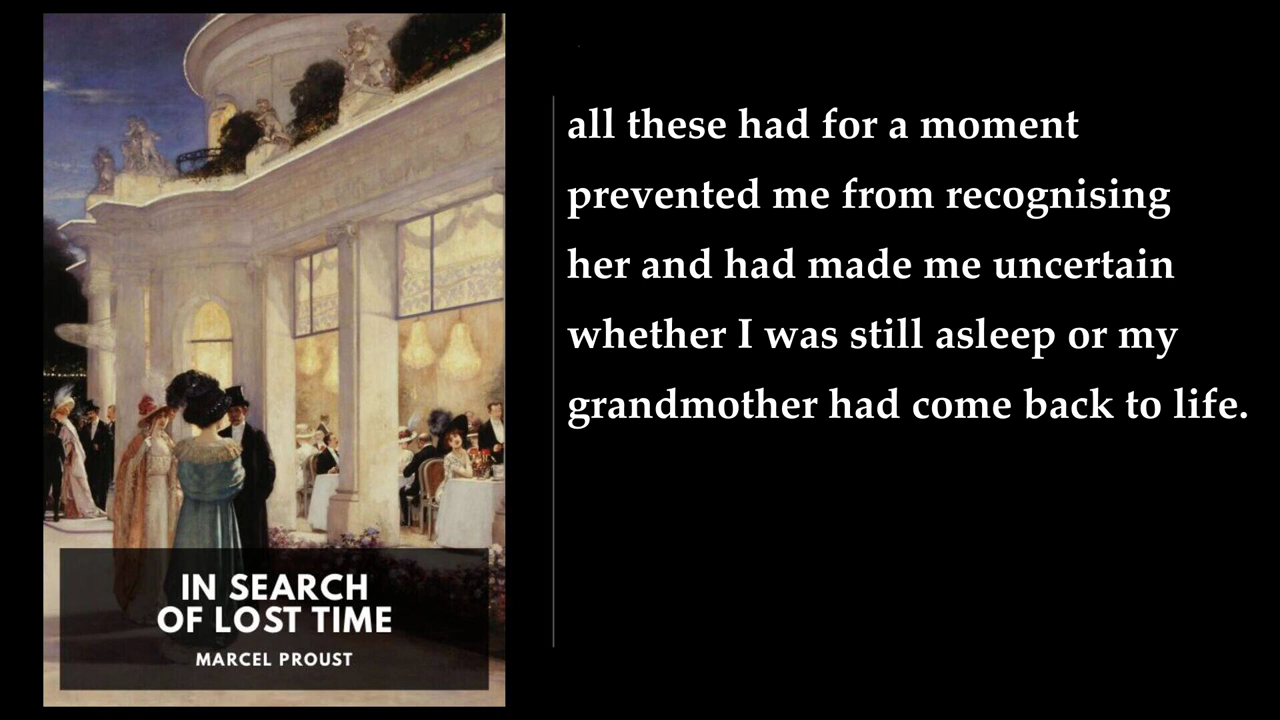 IN SEARCH
OF LOST TIME
MARCEL PROUST
all these had for a moment
prevented me from recognising
her and had made me uncertain
whether I was still asleep or my
grandmother had come back to life.